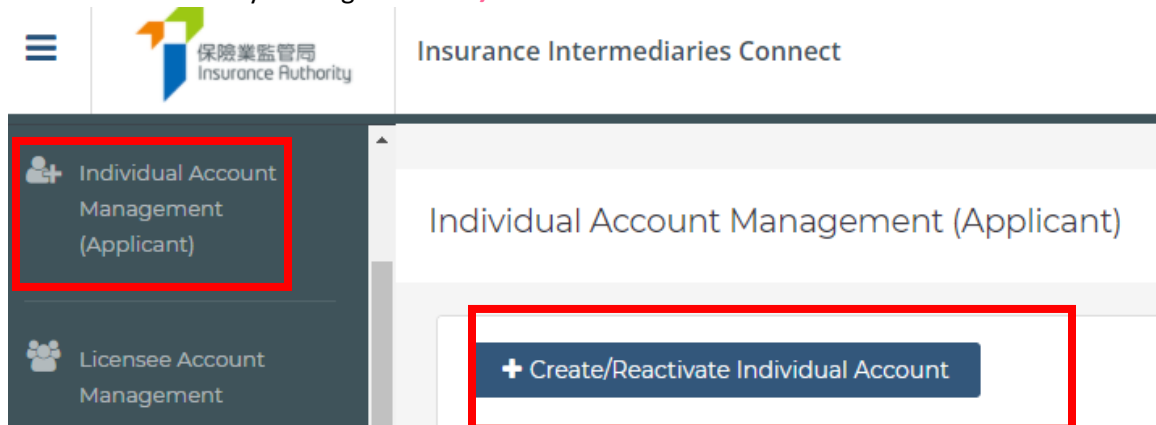 保險業監管局
Insurance Authority
Insurance Intermediaries Connect
Individual Account
Management
(Applicant)
Licensee Account
Management
Individual Account Management (Applicant)
+ Create/Reactivate Individual Account